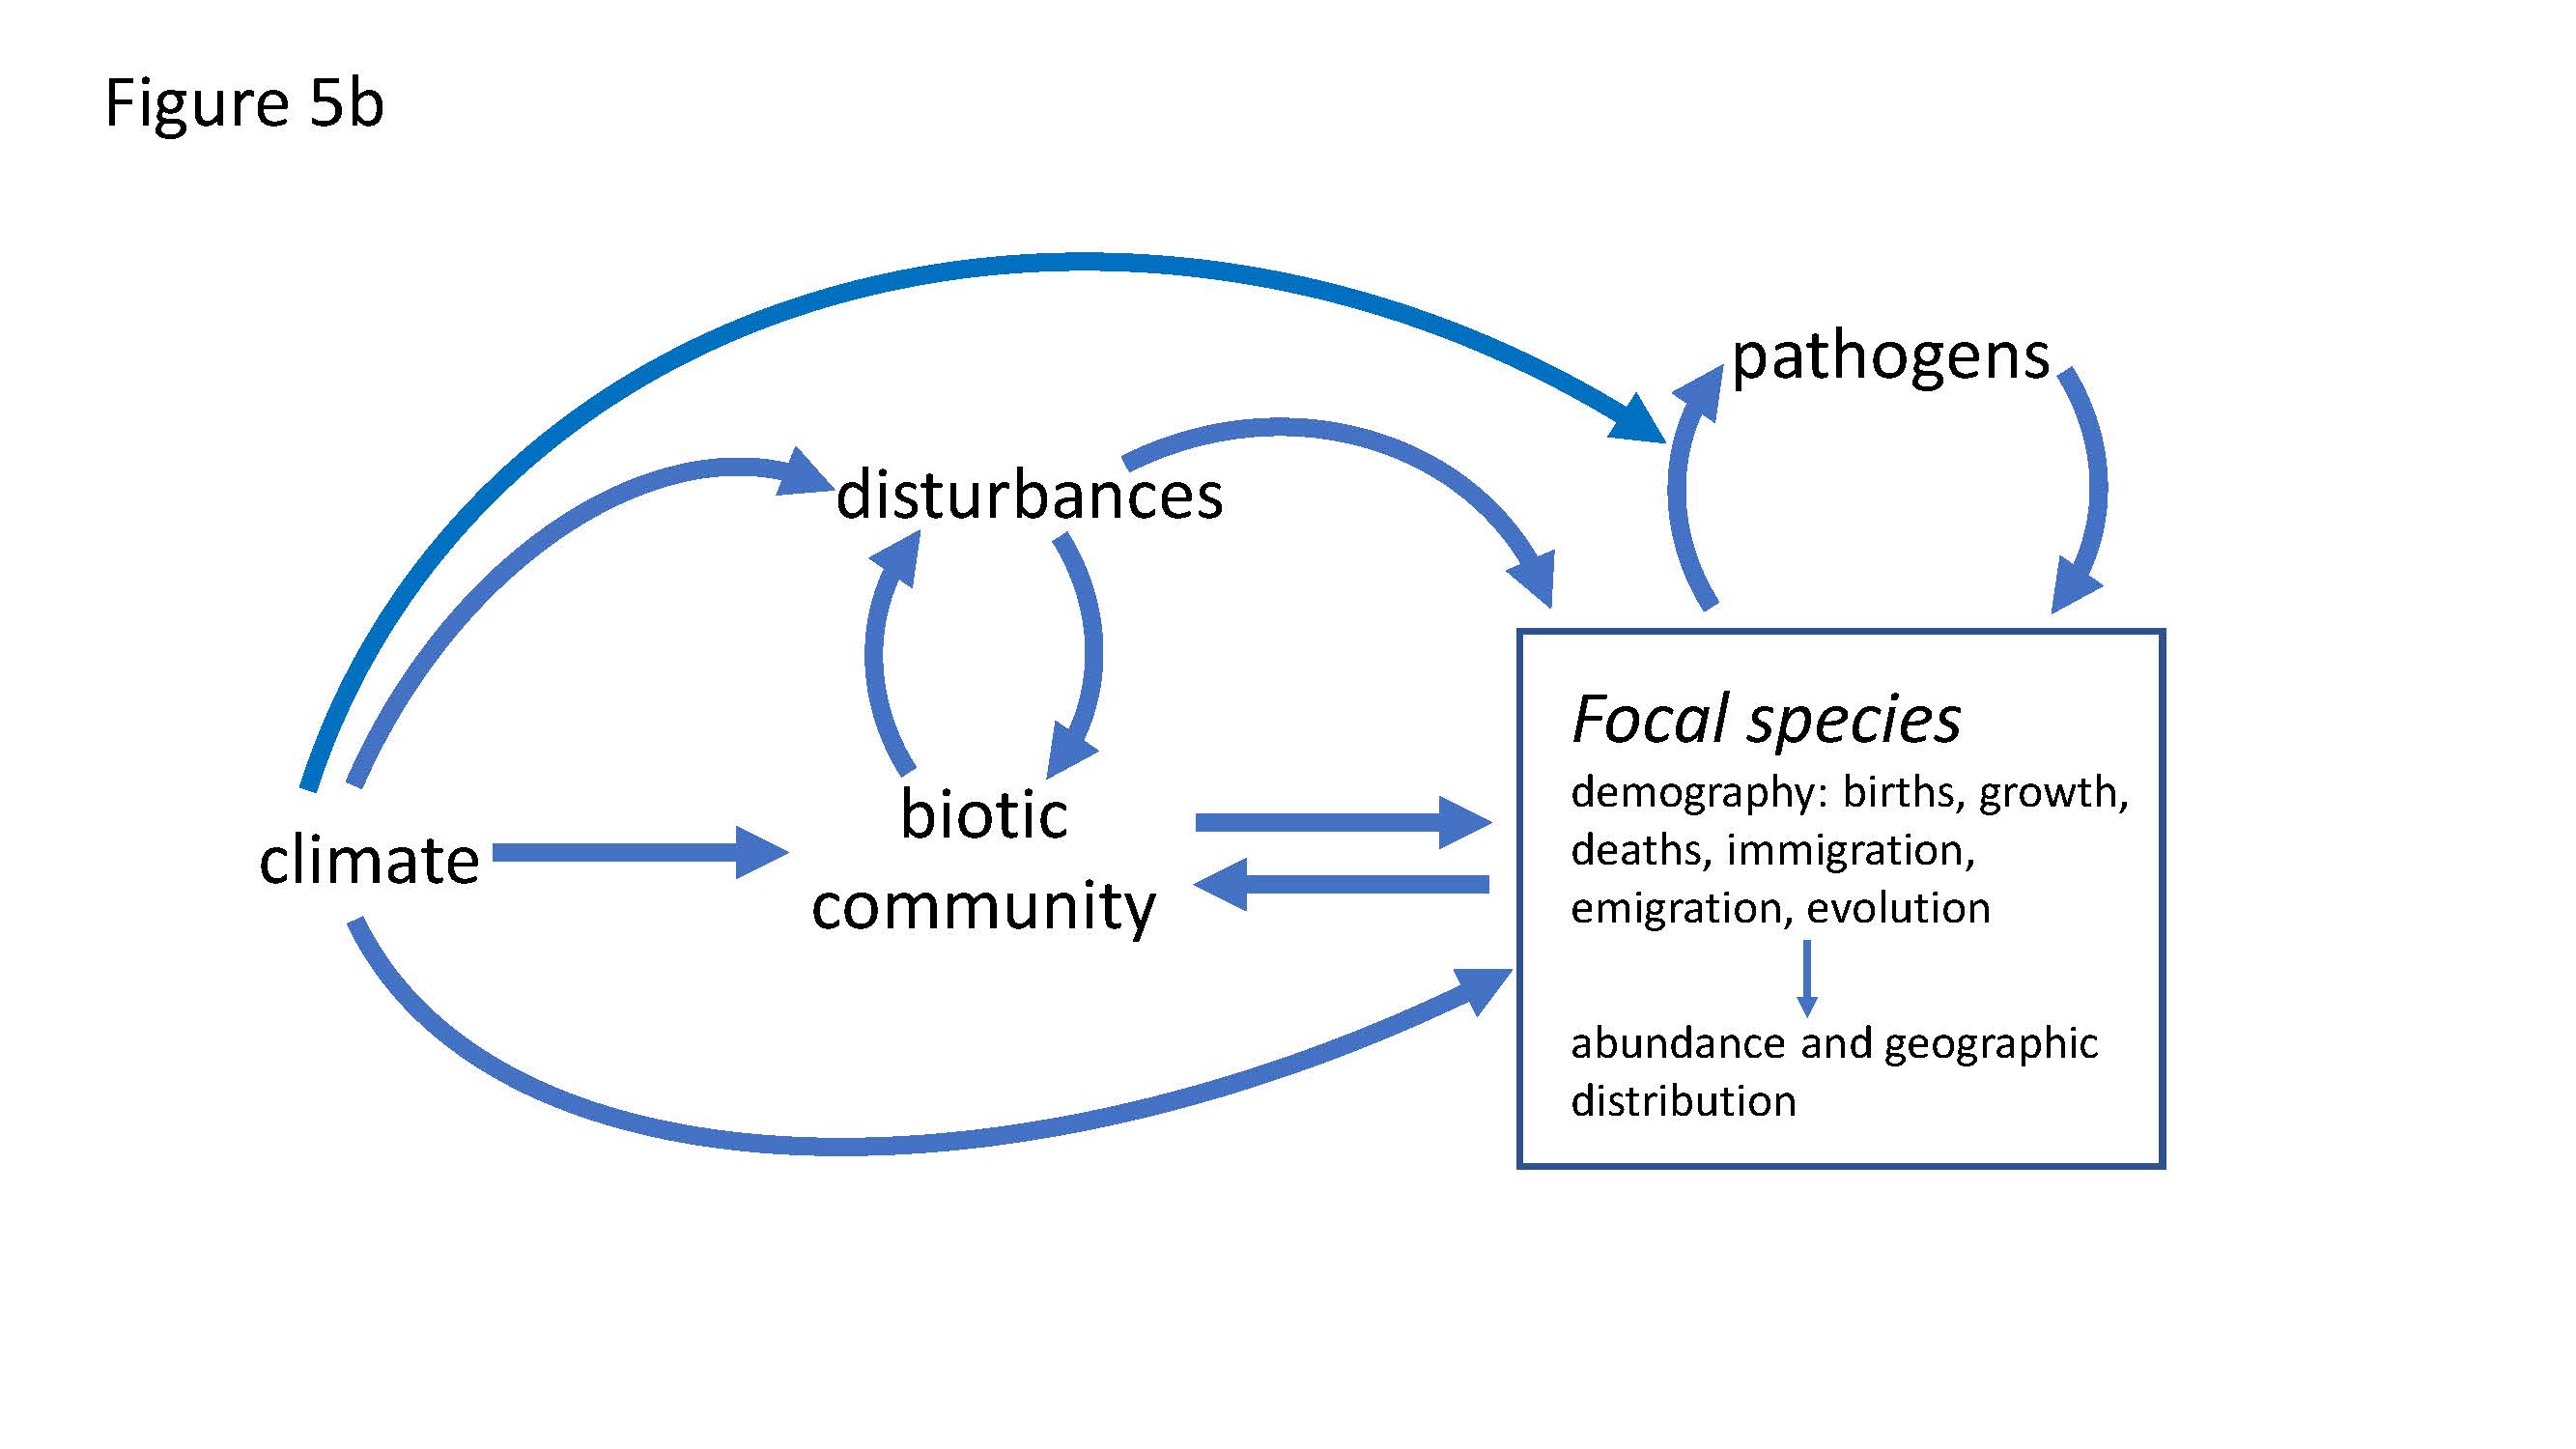 Figure 5b
pathogens
disturbances
biotic
community
climate
Focal species
demography: births, growth,
deaths, immigration,
emigration, evolution
abundance and geographic
distribution